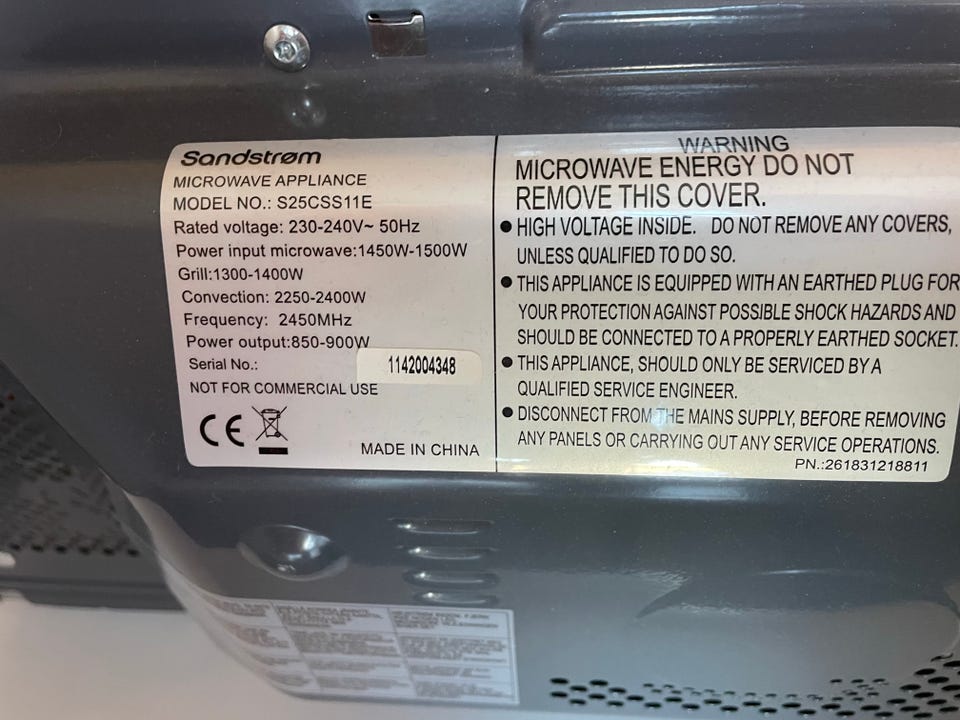 Sandstrøm
MICROWAVE APPLIANCE
MODEL NO.: S25CSS11E
Rated voltage: 230-240V~ 50Hz
Power input microwave:1450W-1500W
Grill:1300-1400W
Convection: 2250-2400W
Frequency: 2450MHz
Power output:850-900W
Serial No.: 1142004348
NOT FOR COMMERCIAL USE
CE
MADE IN CHINA
WARNING
MICROWAVE ENERGY DO NOT
REMOVE THIS COVER.
● HIGH VOLTAGE INSIDE. DO NOT REMOVE ANY COVERS,
UNLESS QUALIFIED TO DO SO.
● THIS APPLIANCE IS EQUIPPED WITH AN EARTHED PLUG FOR
YOUR PROTECTION AGAINST POSSIBLE SHOCK HAZARDS AND
SHOULD BE CONNECTED TO A PROPERLY EARTHED SOCKET.
● THIS APPLIANCE, SHOULD ONLY BE SERVICED BY A
QUALIFIED SERVICE ENGINEER.
● DISCONNECT FROM THE MAINS SUPPLY, BEFORE REMOVING
ANY PANELS OR CARRYING OUT ANY SERVICE OPERATIONS.
PN.:261831218811